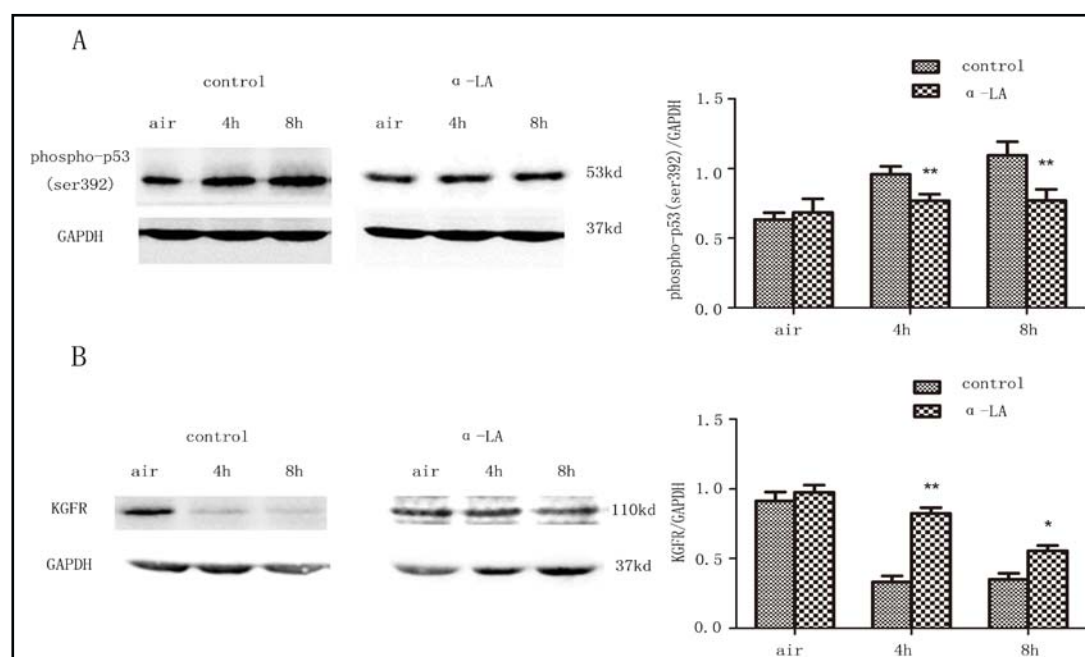 A
control
α-LA
air 4h 8h
air 4h 8h
phospho-p53
(ser392)
53kd
GAPDH
37kd
control
α-LA
phospho-p53(ser392)/GAPDH
1.5
1.0
0.5
0.0
**
**
air 4h 8h
B
control
α-LA
air 4h 8h
air 4h 8h
KGFR
110kd
GAPDH
37kd
control
α-LA
KGFR/GAPDH
1.5
1.0
0.5
0.0
**
*
air 4h 8h